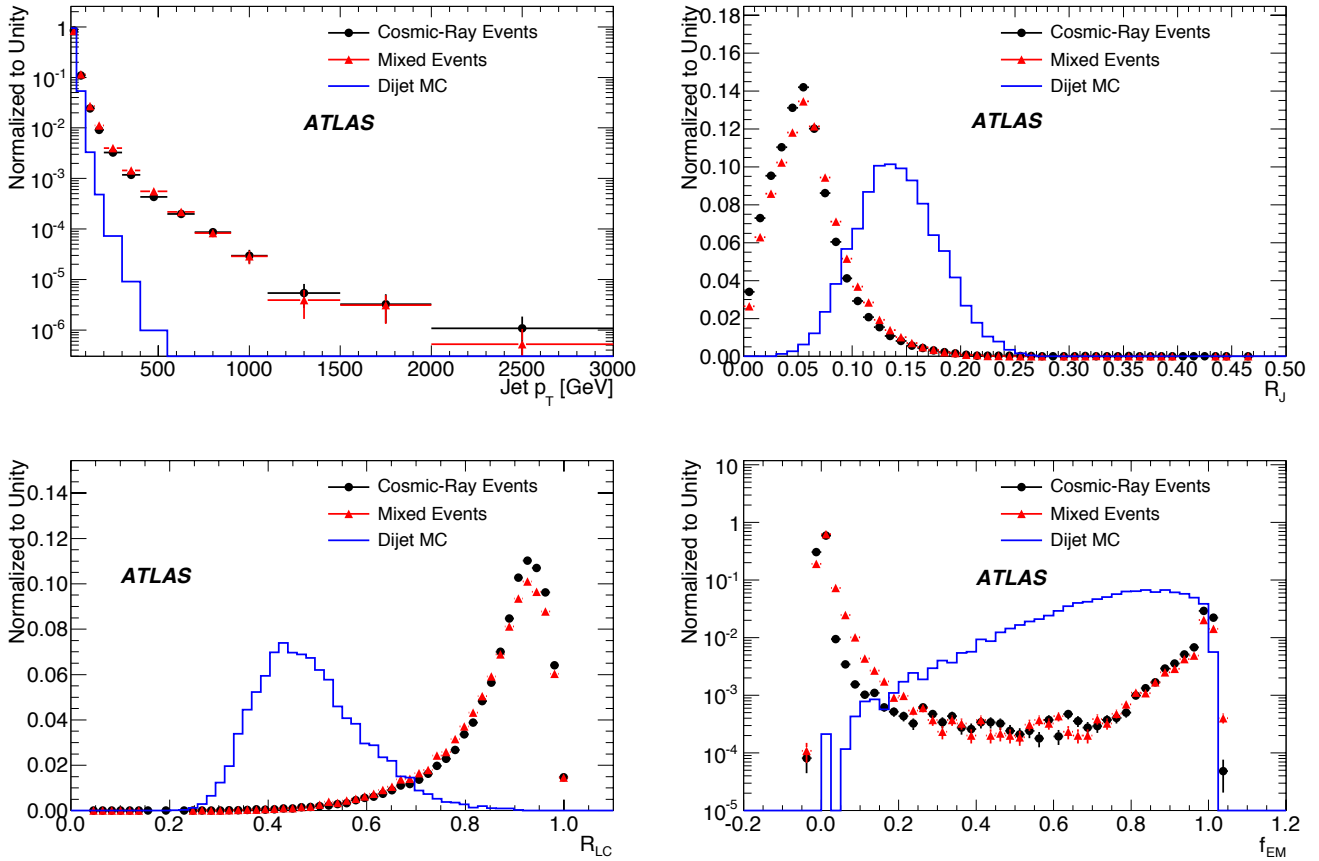 Normalized to Unity
1
10-1
10-2
10-3
10-4
10-5
10-6
Cosmic-Ray Events
Mixed Events
Dijet MC
ATLAS
500 1000 1500 2000 2500 3000
Jet pT [GeV]
Normalized to Unity
0.18
0.16
0.14
0.12
0.10
0.08
0.06
0.04
0.02
0.00
Cosmic-Ray Events
Mixed Events
Dijet MC
ATLAS
0.00 0.05 0.10 0.15 0.20 0.25 0.30 0.35 0.40 0.45 0.50
RJ
Normalized to Unity
0.14
0.12
0.10
0.08
0.06
0.04
0.02
0.00
Cosmic-Ray Events
Mixed Events
Dijet MC
ATLAS
0.0 0.2 0.4 0.6 0.8 1.0
RLC
Normalized to Unity
10
1
10-1
10-2
10-3
10-4
10-5
Cosmic-Ray Events
Mixed Events
Dijet MC
ATLAS
-0.2 0.0 0.2 0.4 0.6 0.8 1.0 1.2
fEM